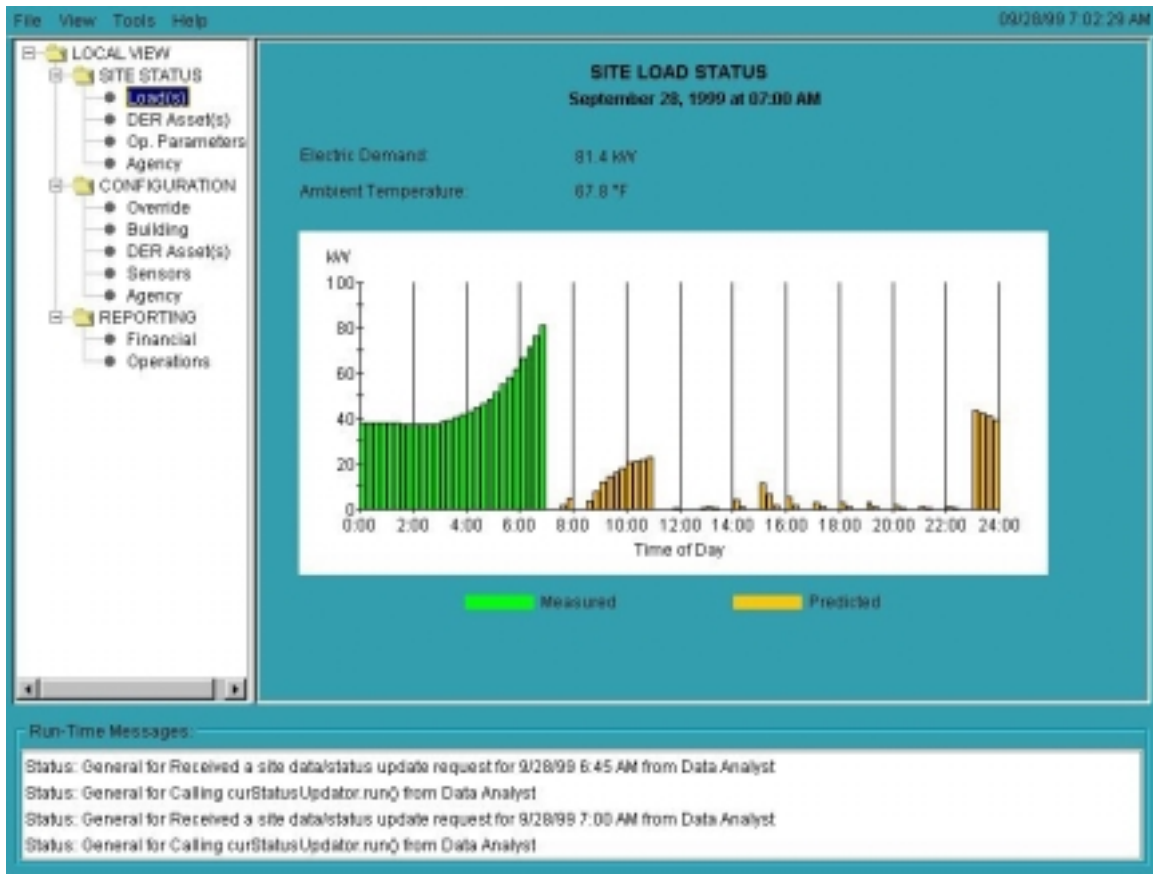 File View Tools Help
09/28/99 7:02:29 AM
LOCAL VIEW
SITE STATUS
Load(s)
DER Asset(s)
Op. Parameters
Agency
CONFIGURATION
Override
Building
DER Asset(s)
Sensors
Agency
REPORTING
Financial
Operations
SITE LOAD STATUS
September 28, 1999 at 07:00 AM
Electric Demand: 81.4 kW
Ambient Temperature: 67.8 °F
kW
100
80
60
40
20
0
0:00 2:00 4:00 6:00 8:00 10:00 12:00 14:00 16:00 18:00 20:00 22:00 24:00
Time of Day
Measured Predicted
Run-Time Messages:
Status: General for Received a site data/status update request for 9/28/99 6:45 AM from Data Analyst
Status: General for Calling curStatusUpdator.run() from Data Analyst
Status: General for Received a site data/status update request for 9/28/99 7:00 AM from Data Analyst
Status: General for Calling curStatusUpdator.run() from Data Analyst